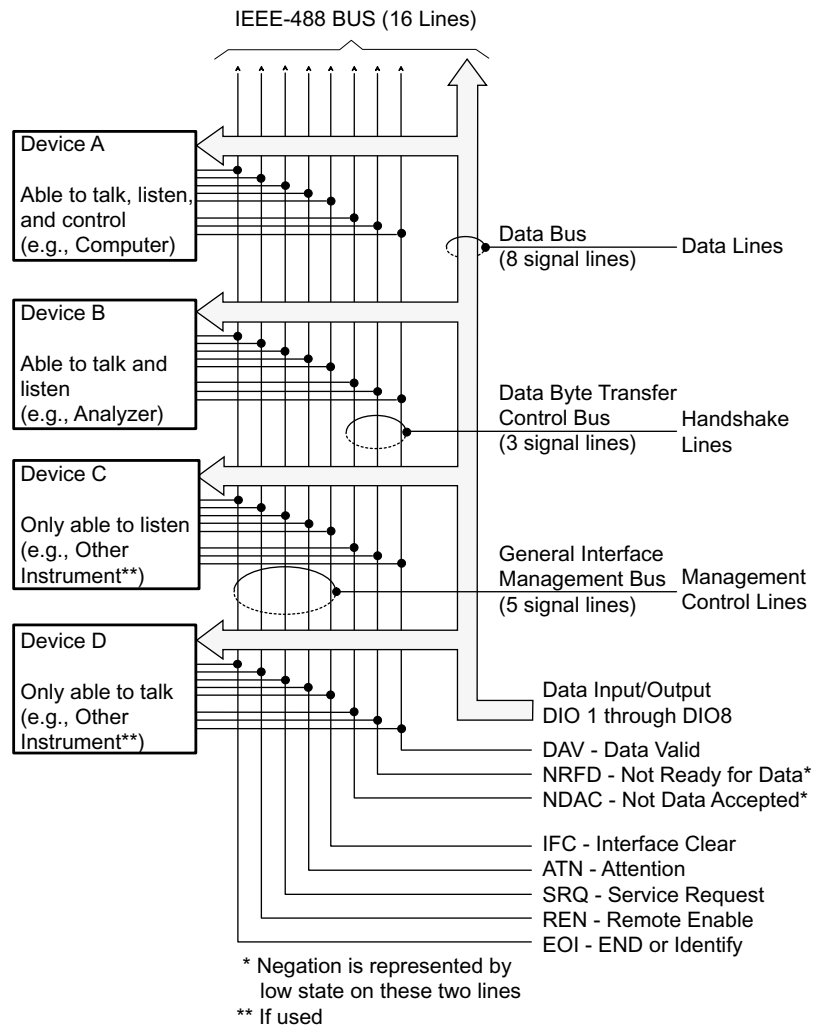 IEEE-488 BUS (16 Lines)
Device A
Able to talk, listen,
and control
(e.g., Computer)
Data Bus
(8 signal lines)
Data Lines
Device B
Able to talk and
listen
(e.g., Analyzer)
Data Byte Transfer
Control Bus
(3 signal lines)
Handshake
Lines
Device C
Only able to listen
(e.g., Other
Instrument**)
General Interface
Management Bus
(5 signal lines)
Management
Control Lines
Device D
Only able to talk
(e.g., Other
Instrument**)
Data Input/Output
DIO 1 through DIO8
DAV - Data Valid
NRFD - Not Ready for Data*
NDAC - Not Data Accepted*
IFC - Interface Clear
ATN - Attention
SRQ - Service Request
REN - Remote Enable
EOI - END or Identify
* Negation is represented by
low state on these two lines
** If used